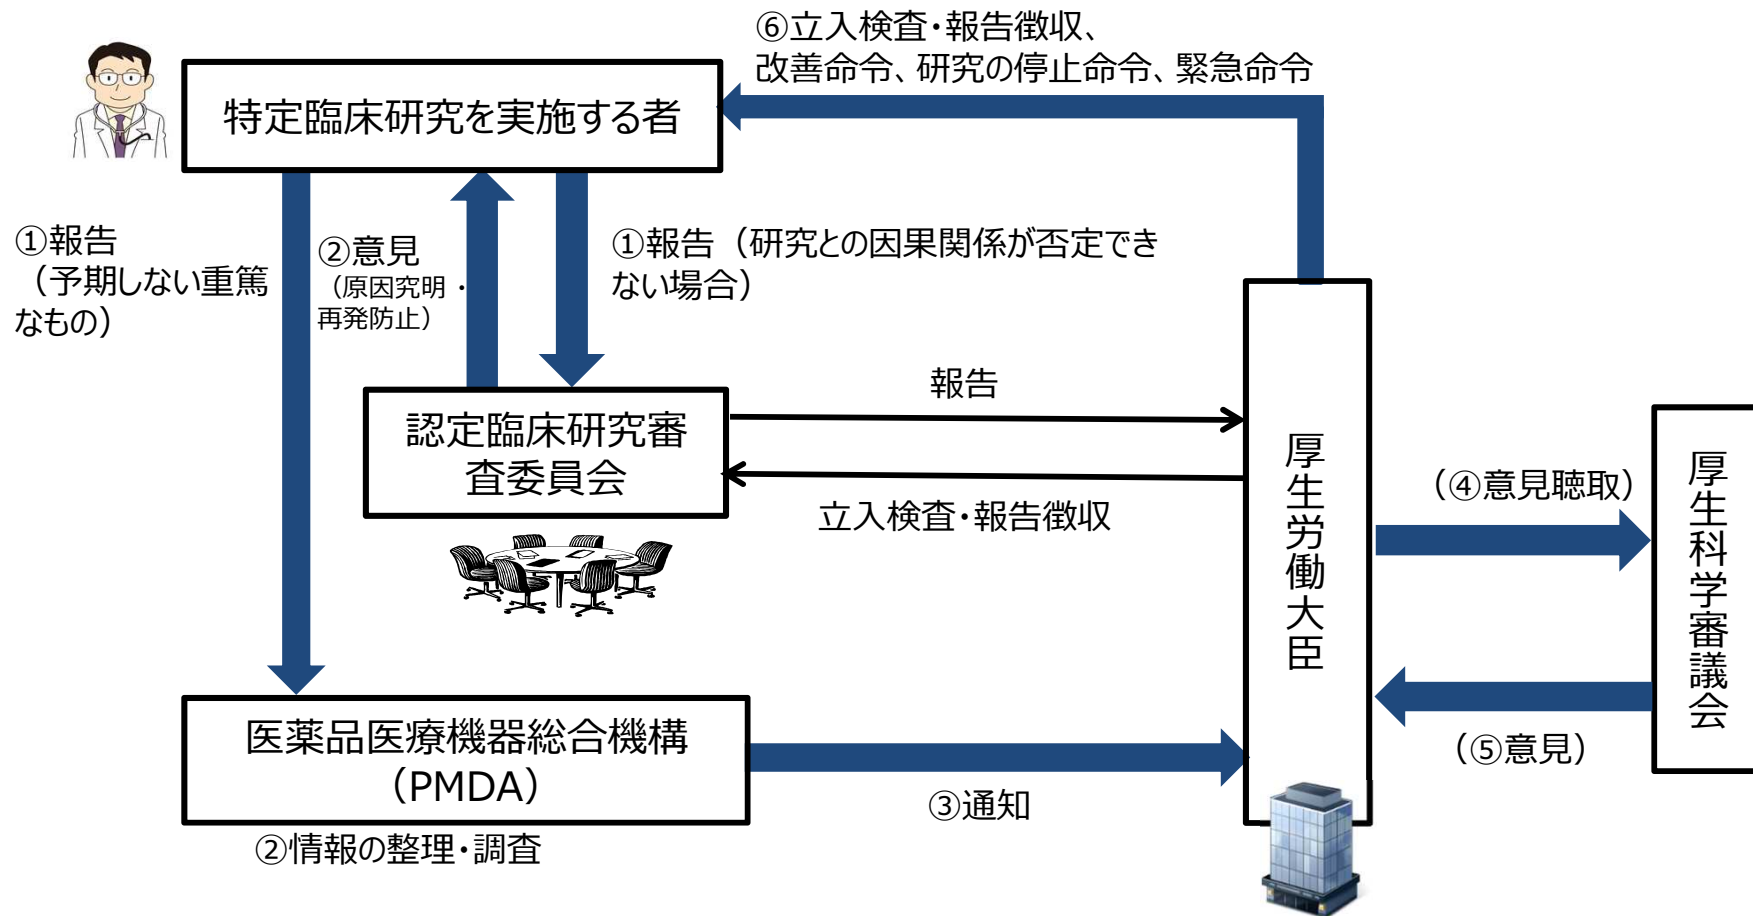 ⑥立入検査・報告徴収、
改善命令、研究の停止命令、緊急命令
特定臨床研究を実施する者
①報告
（予期しない重篤
なもの）
②意見
（原因究明・
再発防止）
①報告（研究との因果関係が否定でき
ない場合）
認定臨床研究審
査委員会
報告
立入検査・報告徴収
厚生労働大臣
（④意見聴取）
（⑤意見）
厚生科学審議会
医薬品医療機器総合機構
（PMDA）
②情報の整理・調査
③通知